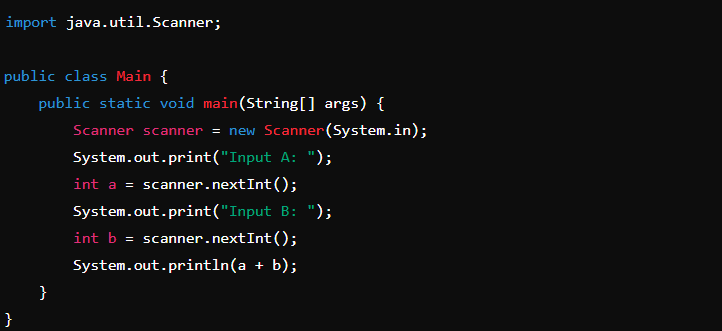 import java.util.Scanner;

public class Main {
    public static void main(String[] args) {
        Scanner scanner = new Scanner(System.in);
        System.out.print("Input A: ");
        int a = scanner.nextInt();
        System.out.print("Input B: ");
        int b = scanner.nextInt();
        System.out.println(a + b);
    }
}